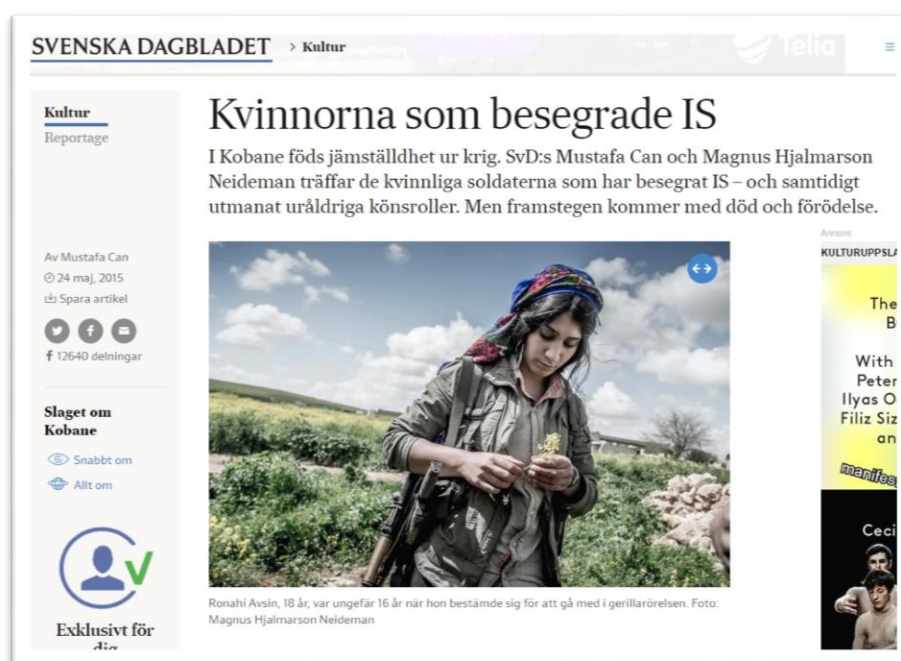 SVENSKA DAGBLADET > Kultur
Telia
Kultur
Reportage
Kvinnorna som besegrade IS
I Kobane föds jämställdhet ur krig. SvD:s Mustafa Can och Magnus Hjalmarson
Neideman träffar de kvinnliga soldaterna som har besegrat IS – och samtidigt
utmanat uråldriga könsroller. Men framstegen kommer med död och förödelse.
Av Mustafa Can
24 maj, 2015
Spara artikel
f 12640 delningar
Slaget om
Kobane
Snabbt om
Allt om
Exklusivt för
dig
Ronahi Avsin, 18 år, var ungefär 16 år när hon bestämde sig för att gå med i gerillarörelsen. Foto:
Magnus Hjalmarson Neideman
Annons
KULTURUPPSLA
The
B
With
Peter
Ilyas O
Filiz Siz
an
manifes
Ceci